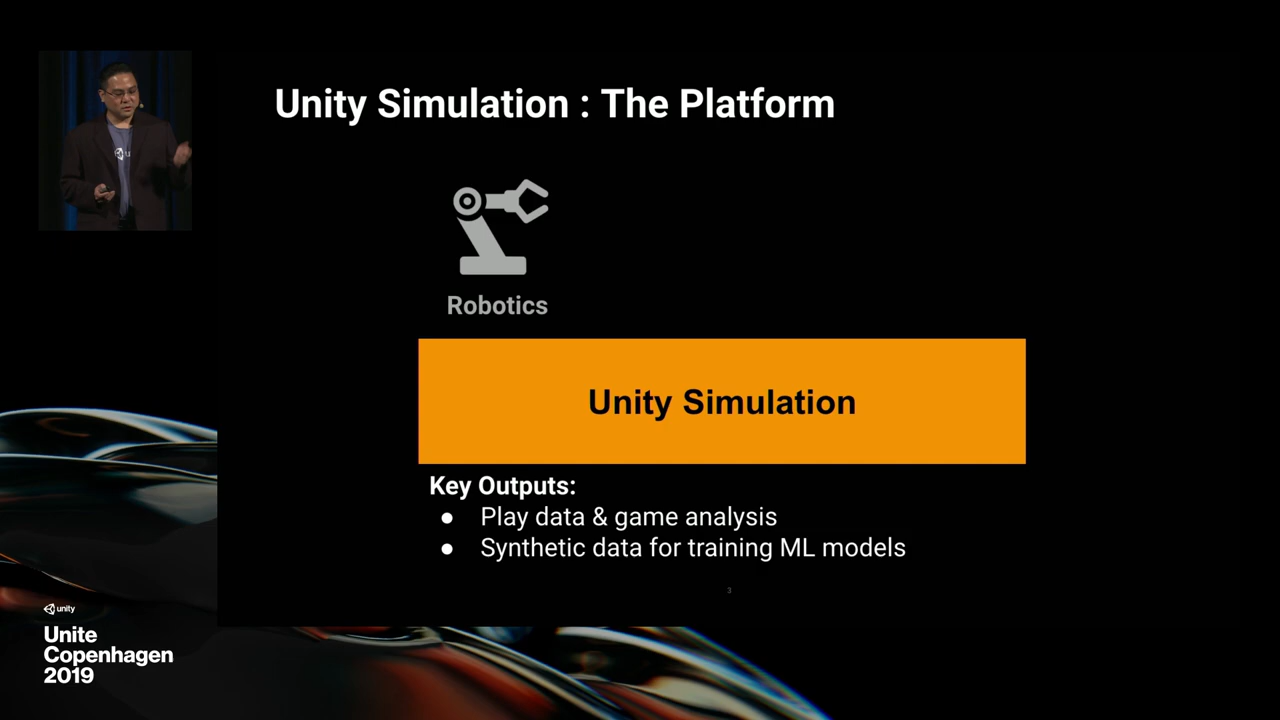 Unity Simulation : The Platform
Robotics
Unity Simulation
Key Outputs:
● Play data & game analysis
● Synthetic data for training ML models
3
unity
Unite
Copenhagen
2019